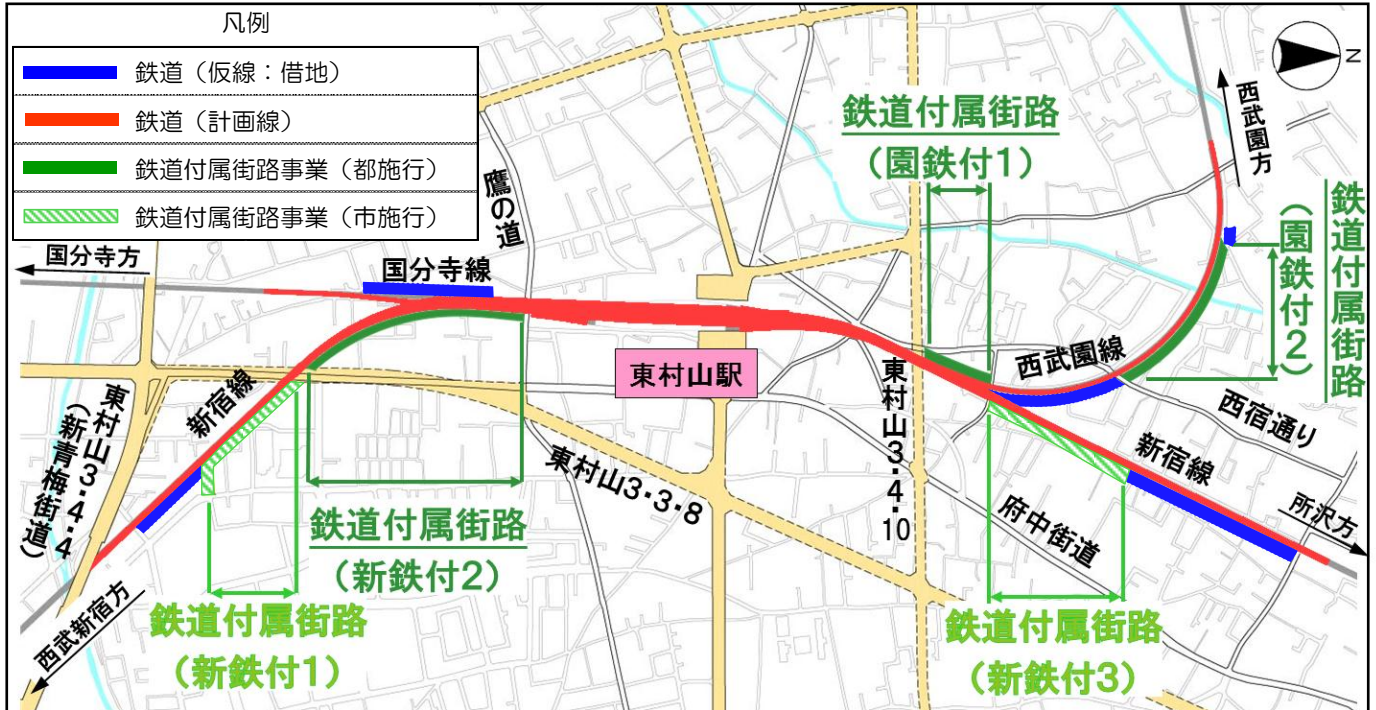 凡例
鉄道（仮線：借地）
鉄道（計画線）
鉄道付属街路事業（都施行）
鉄道付属街路事業（市施行）
N
西武園方
鉄道付属街路
（園鉄付1）
鉄道付属街路
（園鉄付2）
鷹の道
国分寺方
国分寺線
東村山駅
西武園線
西宿通り
新宿線
東村山3・4・4
（新青梅街道）
東村山3・3・8
東村山3・4・10
新宿線
府中街道
所沢方
鉄道付属街路
（新鉄付2）
西武新宿方
鉄道付属街路
（新鉄付1）
鉄道付属街路
（新鉄付3）